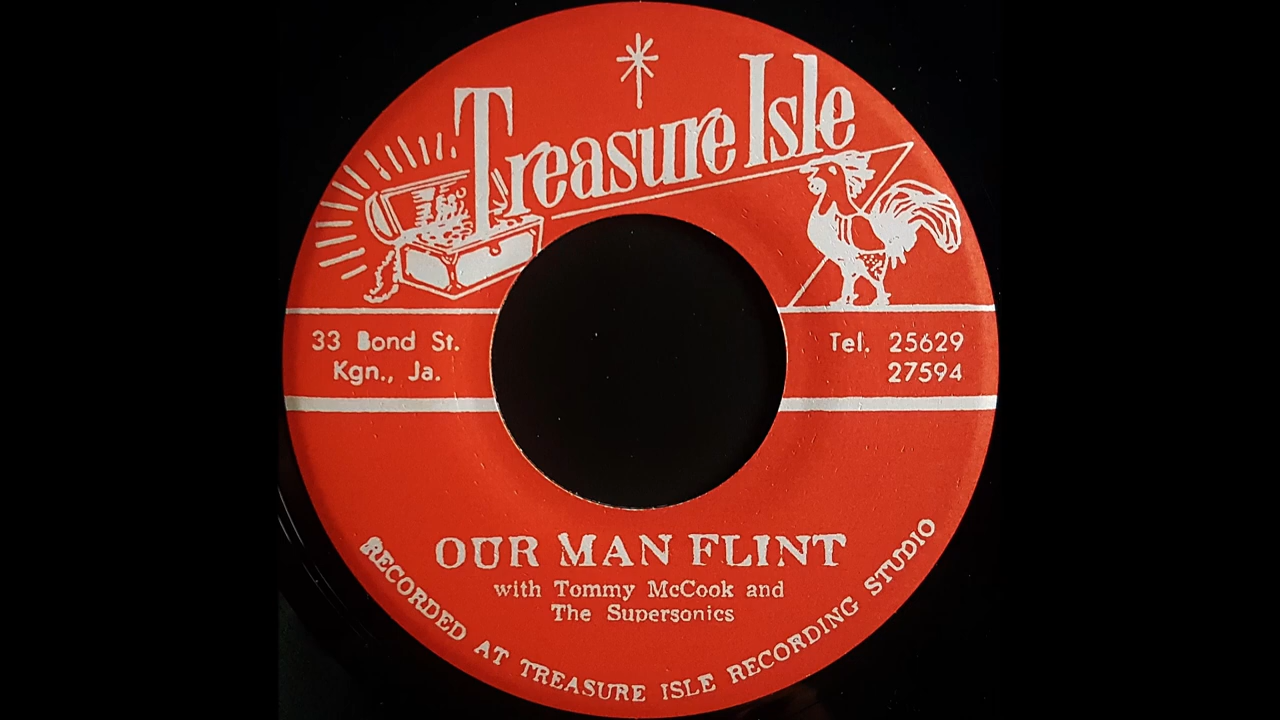 Treasure Isle
33 Bond St.
Kgn., Ja.
Tel. 25629
27594
OUR MAN FLINT
with Tommy McCook and
The Supersonics
RECORDED AT TREASURE ISLE RECORDING STUDIO